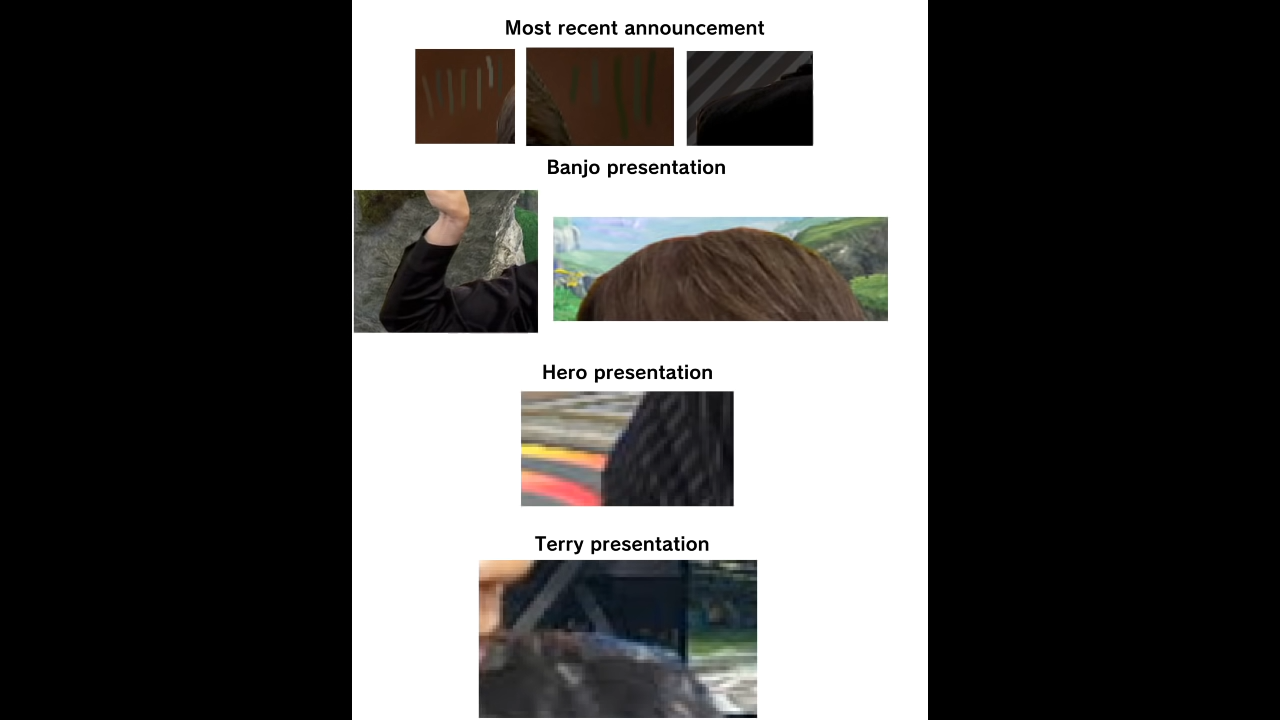 Most recent announcement
Banjo presentation
Hero presentation
Terry presentation